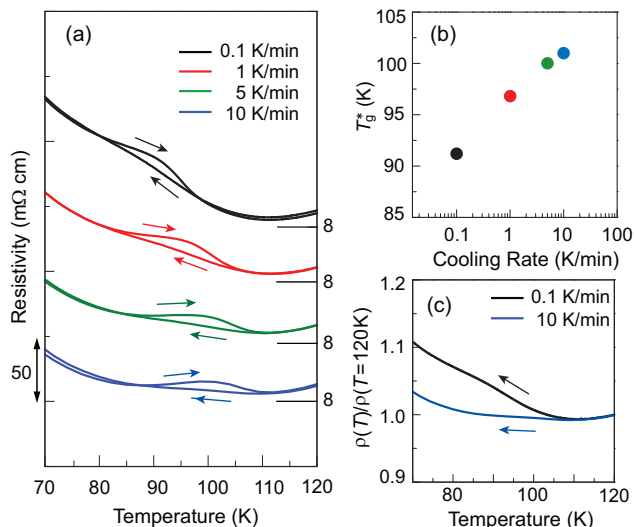 (a)
0.1 K/min
1 K/min
5 K/min
10 K/min
Resistivity (mΩ cm)
50
8
8
8
8
70 80 90 100 110 120
Temperature (K)
(b)
T*g (K)
105
100
95
90
85
0.1 1 10 100
Cooling Rate (K/min)
(c)
0.1 K/min
10 K/min
ρ(T)/ρ(T=120K)
1.2
1.1
1.0
0.9
80 100 120
Temperature (K)